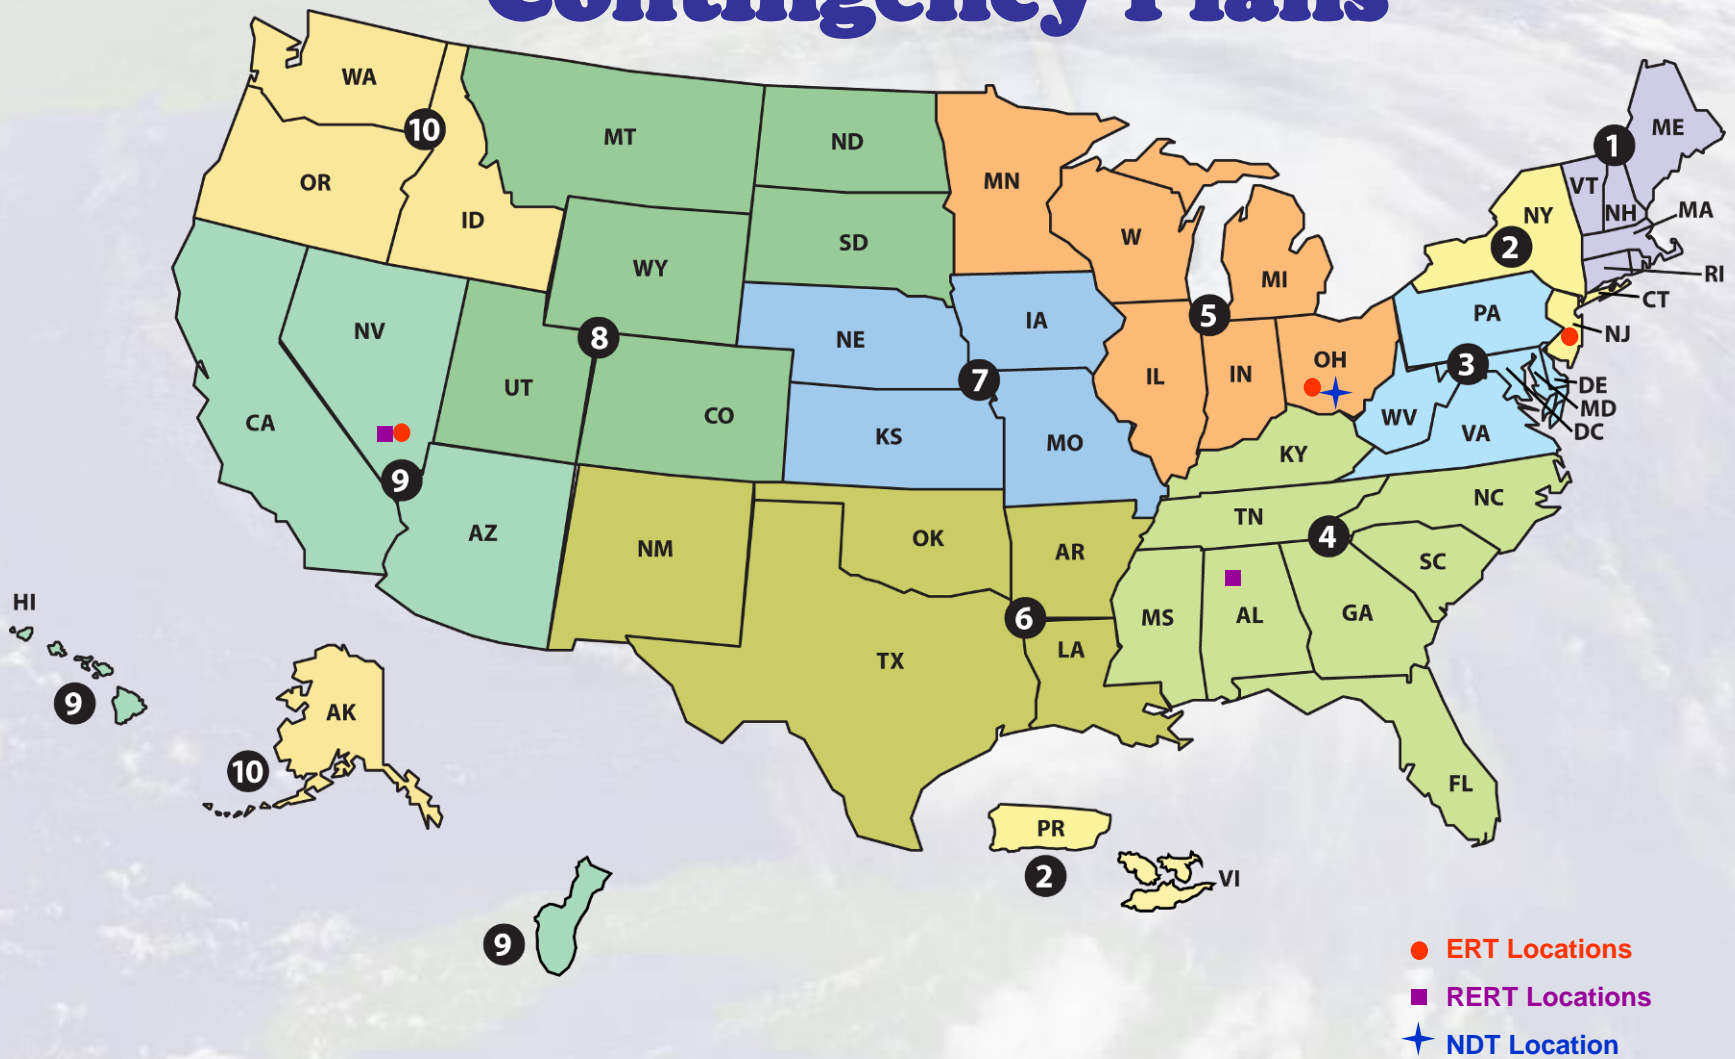 Contingency Plans
WA
10
MT
ND
MN
ME
1
VT
NH
MA
OR
ID
NY
2
W
SD
WY
MI
RI
CT
NV
8
NE
IA
5
PA
NJ
3
UT
7
IL
IN
OH
DE
MD
CA
CO
KS
MO
WV
VA
DC
KY
9
AZ
NM
OK
AR
TN
NC
4
SC
HI
6
MS
AL
GA
TX
LA
9
AK
10
FL
PR
2
VI
9
ERT Locations
RERT Locations
NDT Location